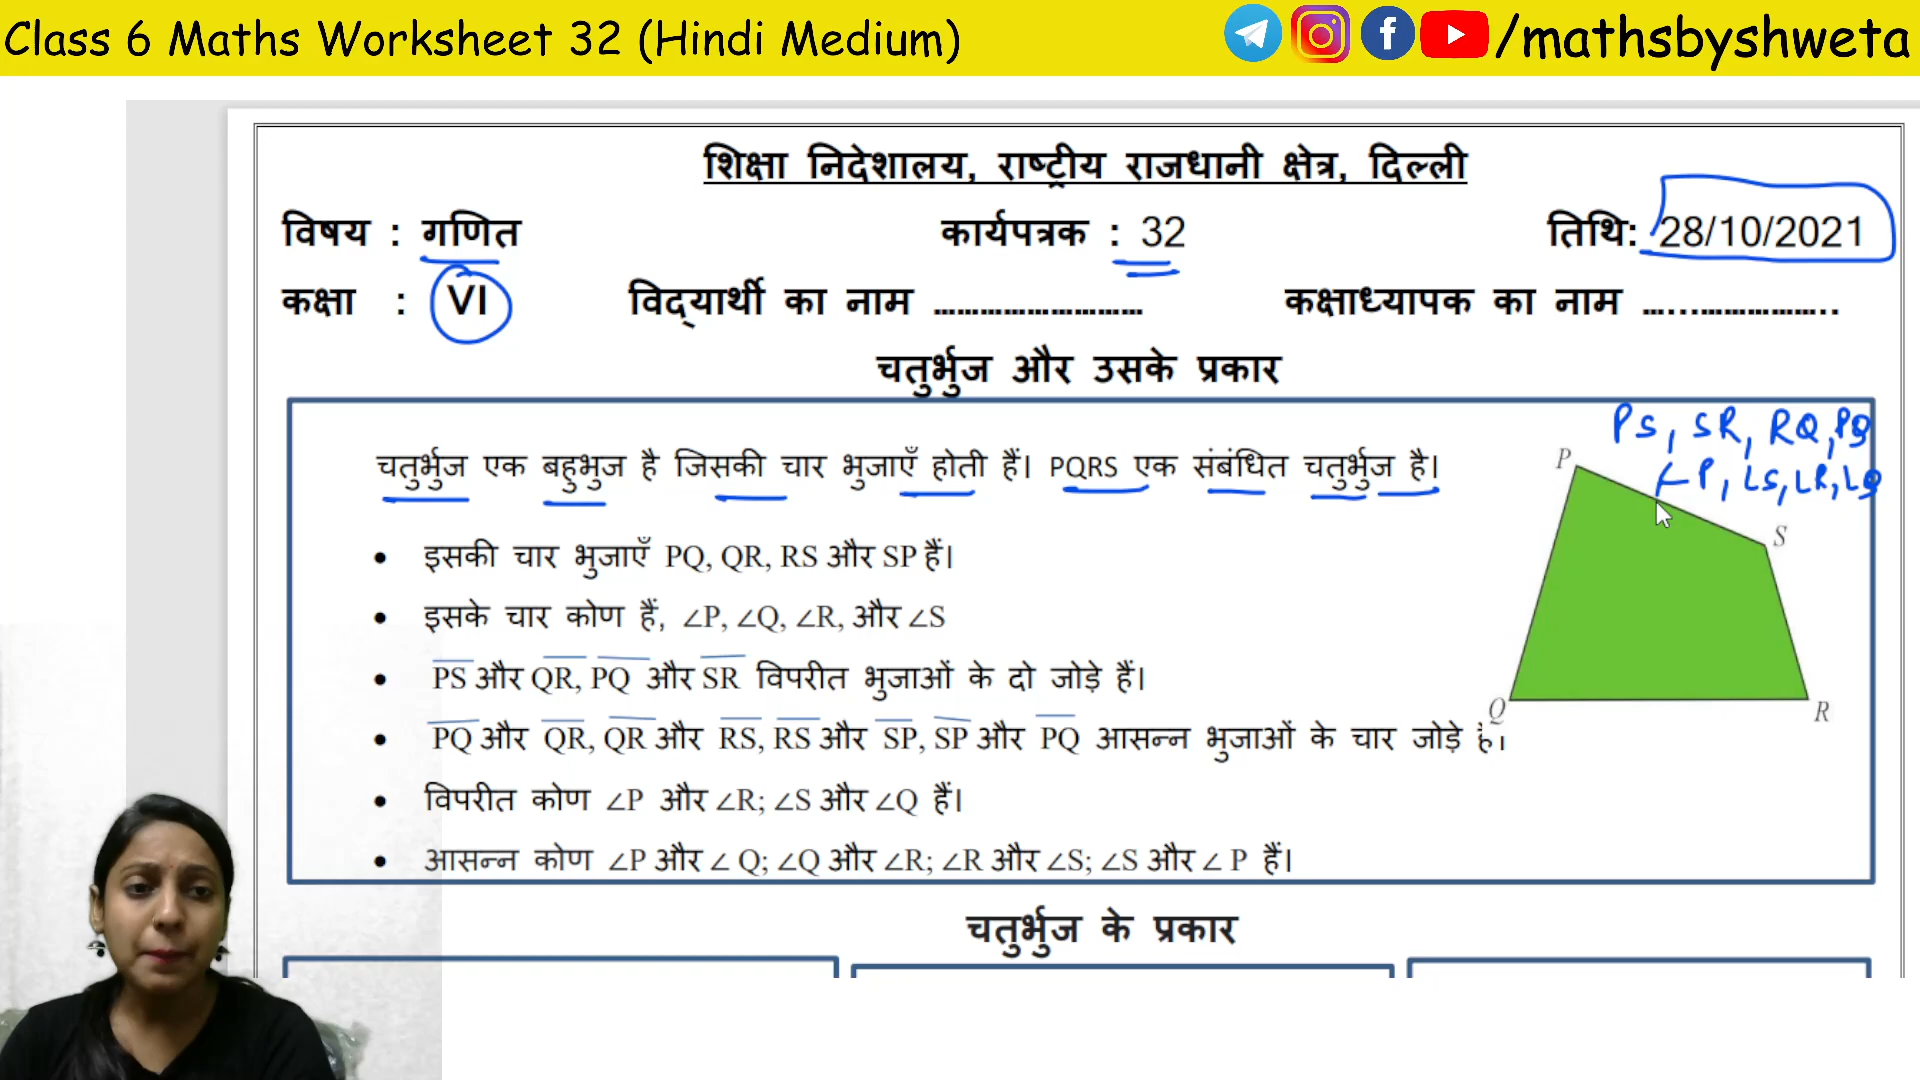 Class 6 Maths Worksheet 32 (Hindi Medium)
/mathsbyshweta
शिक्षा निदेशालय, राष्ट्रीय राजधानी क्षेत्र, दिल्ली
विषय : गणित कार्यपत्रक : 32 तिथि: 28/10/2021
कक्षा : VI विद्यार्थी का नाम ........................ कक्षाध्यापक का नाम ......................
चतुर्भुज और उसके प्रकार
PS, SR, RQ, PQ
∠P, ∠S, ∠R, ∠Q
चतुर्भुज एक बहुभुज है जिसकी चार भुजाएँ होती हैं। PQRS एक संबंधित चतुर्भुज है।
P
S
Q
R
• इसकी चार भुजाएँ PQ, QR, RS और SP हैं।
• इसके चार कोण हैं, ∠P, ∠Q, ∠R, और ∠S
• PS और QR, PQ और SR विपरीत भुजाओं के दो जोड़े हैं।
• PQ और QR, QR और RS, RS और SP, SP और PQ आसन्न भुजाओं के चार जोड़े हैं।
• विपरीत कोण ∠P और ∠R; ∠S और ∠Q हैं।
• आसन्न कोण ∠P और ∠ Q; ∠Q और ∠R; ∠R और ∠S; ∠S और ∠ P हैं।
चतुर्भुज के प्रकार